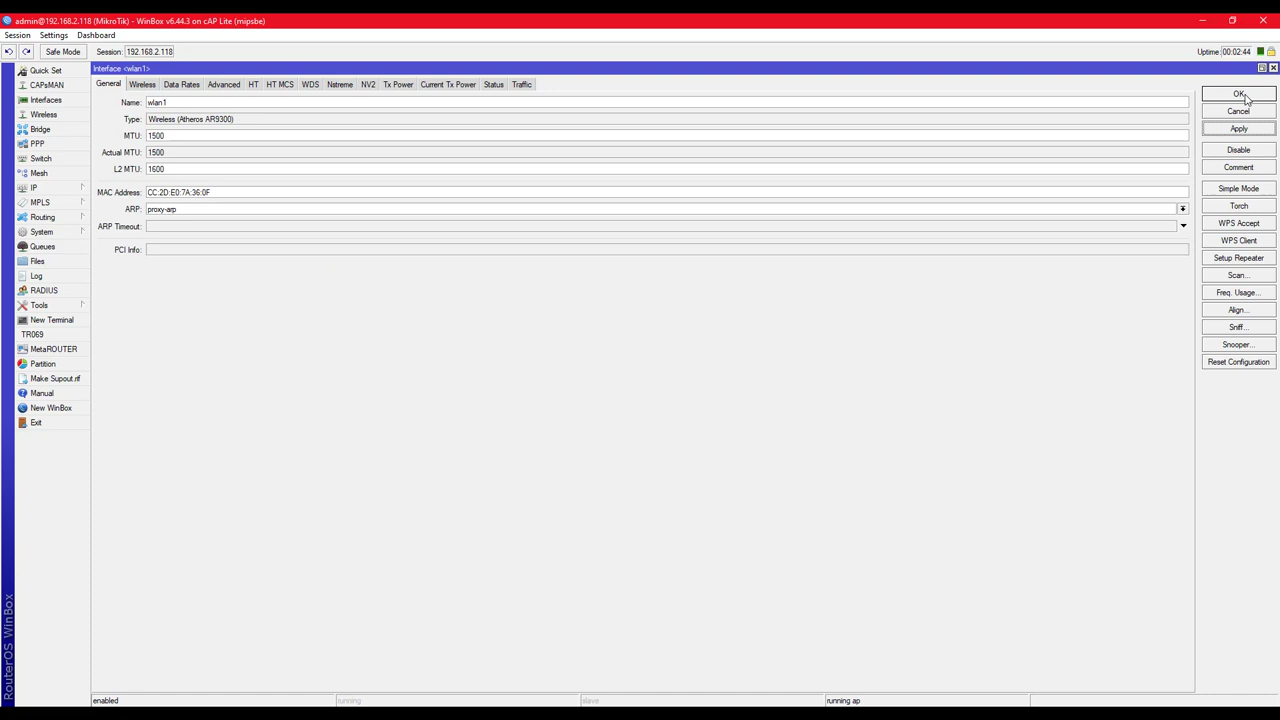 admin@192.168.2.118 (MikroTik) - WinBox v6.44.3 on cAP Lite (mipsbe)
Session Settings Dashboard
Safe Mode Session: 192.168.2.118 Uptime: 00:02:44
Interface <wlan1>
Quick Set
CAPsMAN
Interfaces
Wireless
Bridge
PPP
Switch
Mesh
IP
MPLS
Routing
System
Queues
Files
Log
RADIUS
Tools
New Terminal
TR069
MetaROUTER
Partition
Make Supout.rif
Manual
New WinBox
Exit
RouterOS WinBox
General Wireless Data Rates Advanced HT HT MCS WDS Nstreme NV2 Tx Power Current Tx Power Status Traffic
Name: wlan1
Type: Wireless (Atheros AR9300)
MTU: 1500
Actual MTU: 1500
L2 MTU: 1600
MAC Address: CC:2D:E0:7A:36:0F
ARP: proxy-arp
ARP Timeout:
PCI Info:
OK
Cancel
Apply
Disable
Comment
Simple Mode
Torch
WPS Accept
WPS Client
Setup Repeater
Scan...
Freq. Usage...
Align...
Sniff...
Snooper...
Reset Configuration
enabled running slave running ap